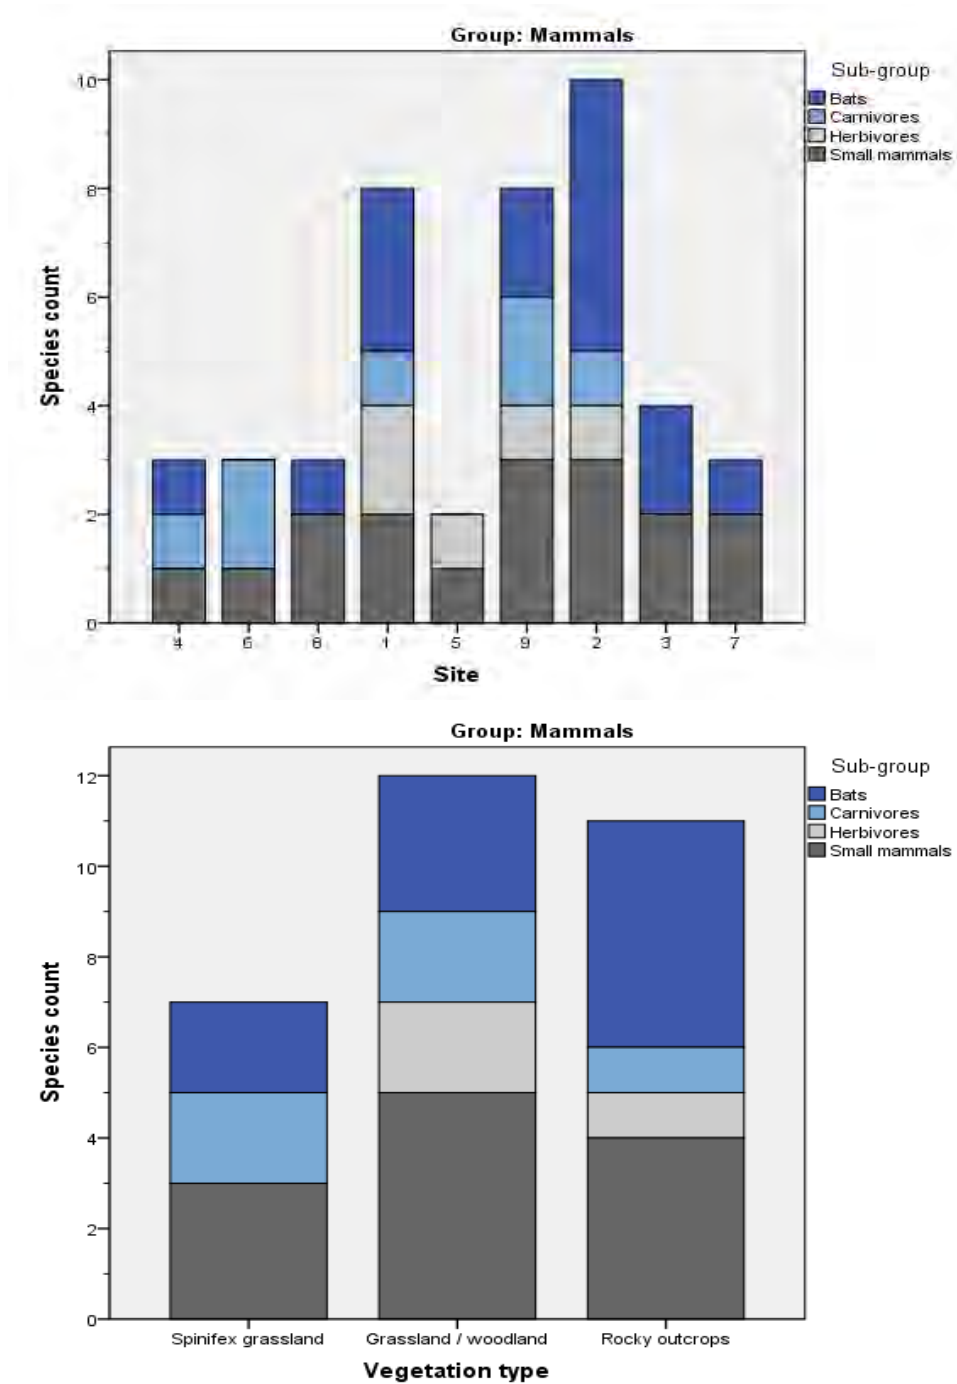 Group: Mammals
Sub-group
Bats
Carnivores
Herbivores
Small mammals
Species count
10
8
6
4
2
0
4 6 8 1 5 9 2 3 7
Site
Group: Mammals
Sub-group
Bats
Carnivores
Herbivores
Small mammals
Species count
12
10
8
6
4
2
0
Spinifex grassland Grassland / woodland Rocky outcrops
Vegetation type